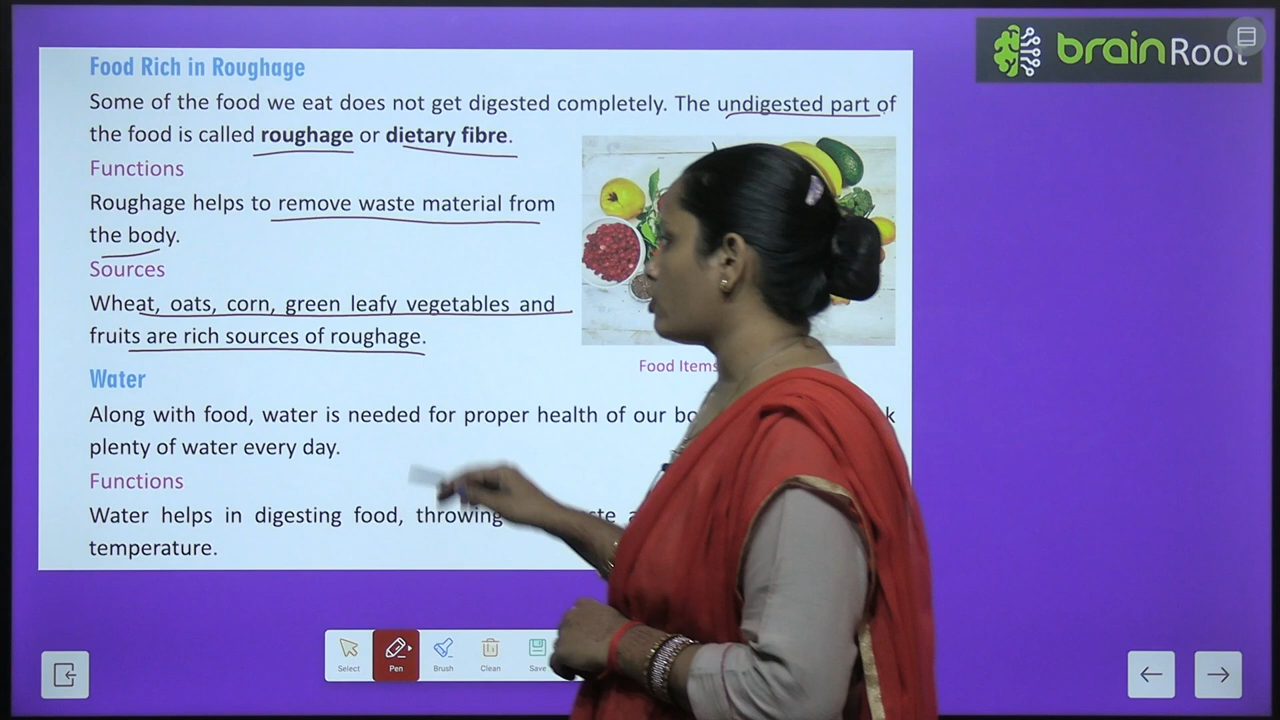 Food Rich in Roughage
Some of the food we eat does not get digested completely. The undigested part of
the food is called roughage or dietary fibre.
Functions
Roughage helps to remove waste material from
the body.
Sources
Wheat, oats, corn, green leafy vegetables and
fruits are rich sources of roughage.
Food Items
Water
Along with food, water is needed for proper health of our
plenty of water every day.
Functions
Water helps in digesting food, throwing
temperature.
Select
Pen
Brush
Clean
Save
brainRoot